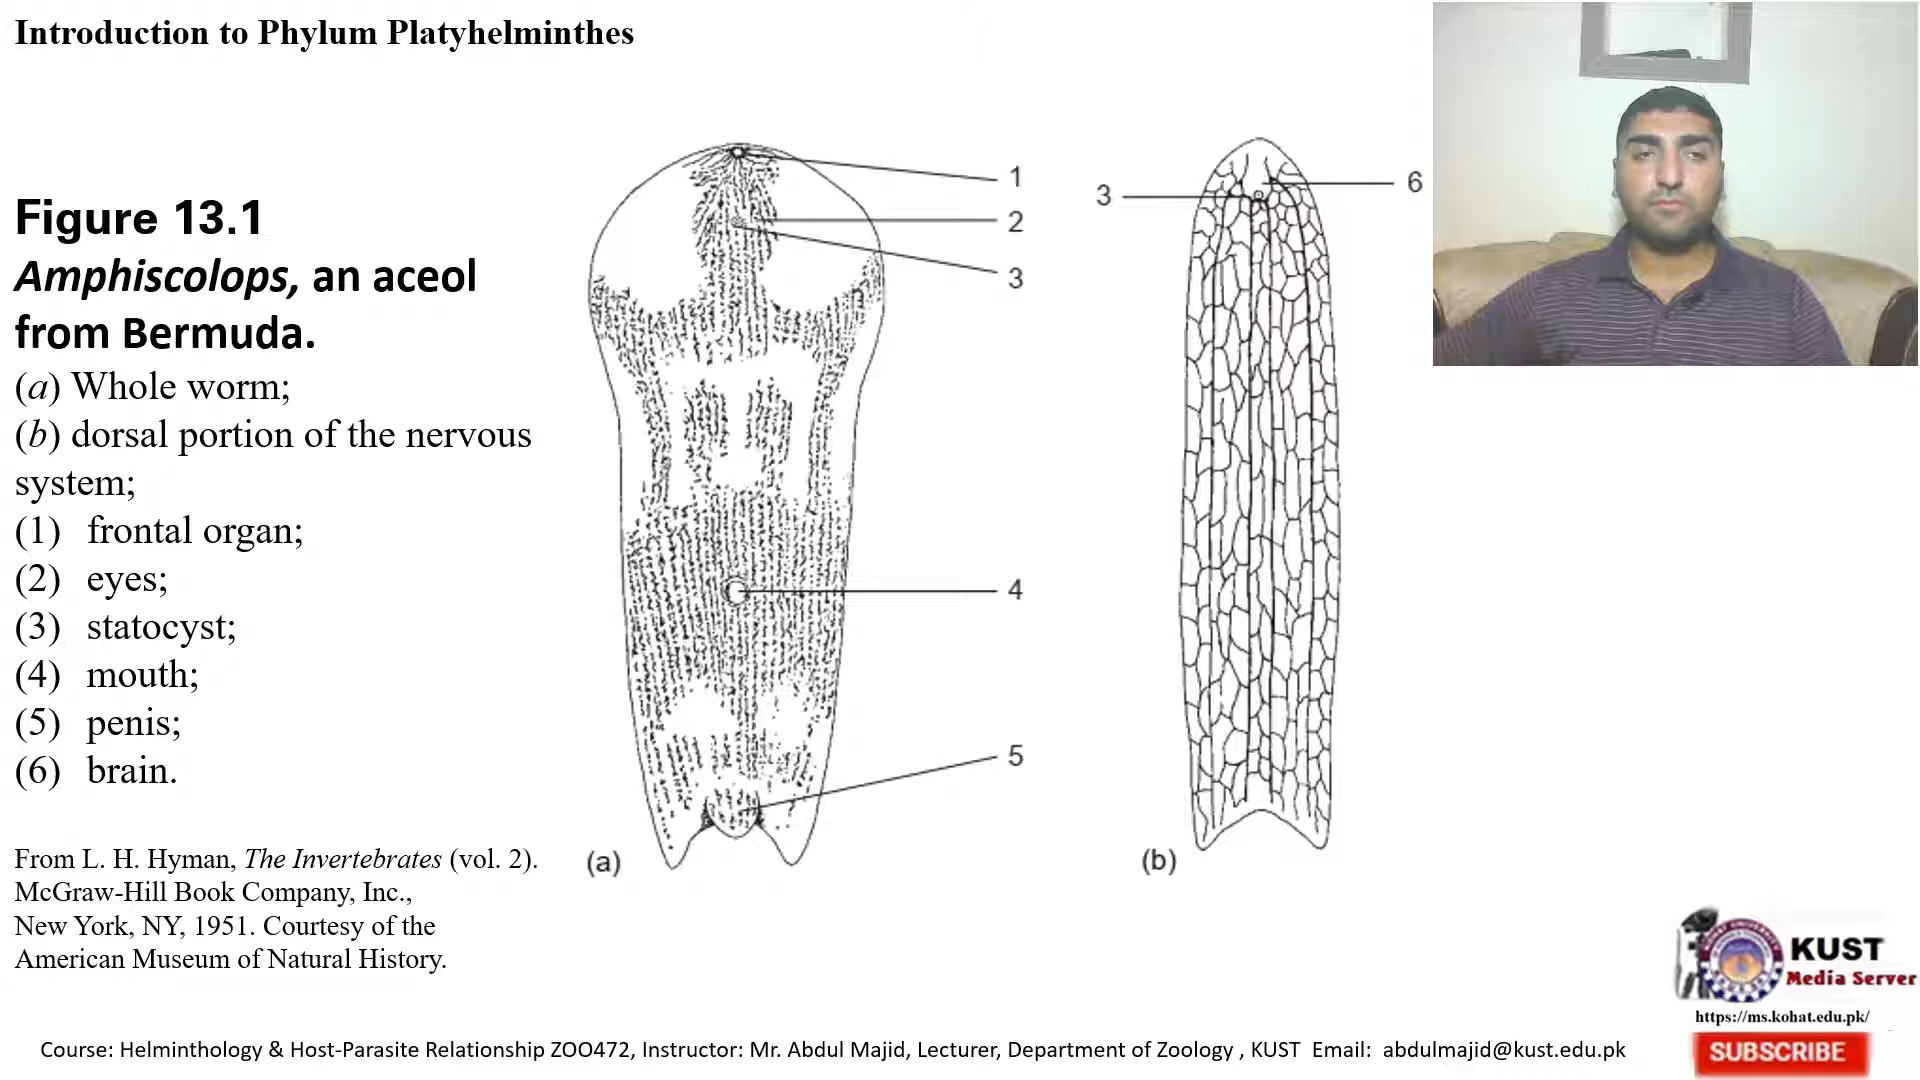 Introduction to Phylum Platyhelminthes
Figure 13.1
Amphiscolops, an aceol
from Bermuda.
(a) Whole worm;
(b) dorsal portion of the nervous
system;
(1) frontal organ;
(2) eyes;
(3) statocyst;
(4) mouth;
(5) penis;
(6) brain.
From L. H. Hyman, The Invertebrates (vol. 2).
McGraw-Hill Book Company, Inc.,
New York, NY, 1951. Courtesy of the
American Museum of Natural History.
1
2
3
4
5
(a)
3
6
(b)
KUST
Media Server
https://ms.kohat.edu.pk/
SUBSCRIBE
Course: Helminthology & Host-Parasite Relationship ZOO472, Instructor: Mr. Abdul Majid, Lecturer, Department of Zoology , KUST Email: abdulmajid@kust.edu.pk